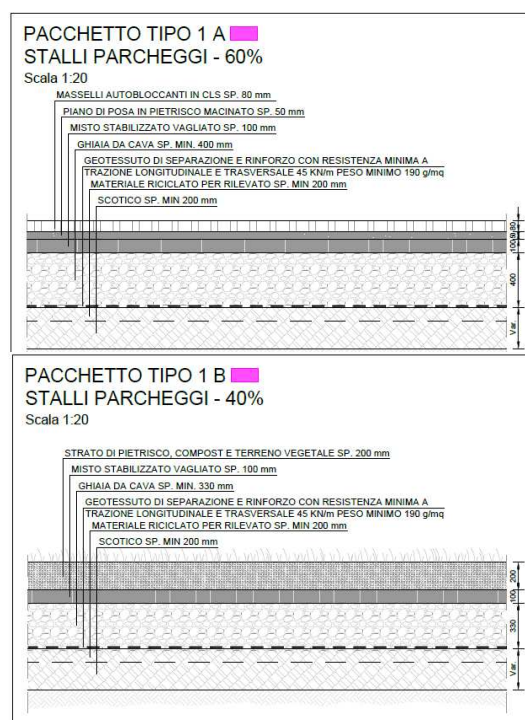 PACCHETTO TIPO 1 A
STALLI PARCHEGGI - 60%
Scala 1:20
MASSELLI AUTOBLOCCANTI IN CLS SP. 80 mm
PIANO DI POSA IN PIETRISCO MACINATO SP. 50 mm
MISTO STABILIZZATO VAGLIATO SP. 100 mm
GHIAIA DA CAVA SP. MIN. 400 mm
GEOTESSUTO DI SEPARAZIONE E RINFORZO CON RESISTENZA MINIMA A
TRAZIONE LONGITUDINALE E TRASVERSALE 45 KN/m PESO MINIMO 190 g/mq
MATERIALE RICICLATO PER RILEVATO SP. MIN 200 mm
SCOTICO SP. MIN 200 mm
80
100
400
Var.
PACCHETTO TIPO 1 B
STALLI PARCHEGGI - 40%
Scala 1:20
STRATO DI PIETRISCO, COMPOST E TERRENO VEGETALE SP. 200 mm
MISTO STABILIZZATO VAGLIATO SP. 100 mm
GHIAIA DA CAVA SP. MIN. 330 mm
GEOTESSUTO DI SEPARAZIONE E RINFORZO CON RESISTENZA MINIMA A
TRAZIONE LONGITUDINALE E TRASVERSALE 45 KN/m PESO MINIMO 190 g/mq
MATERIALE RICICLATO PER RILEVATO SP. MIN 200 mm
SCOTICO SP. MIN 200 mm
200
100
330
Var.